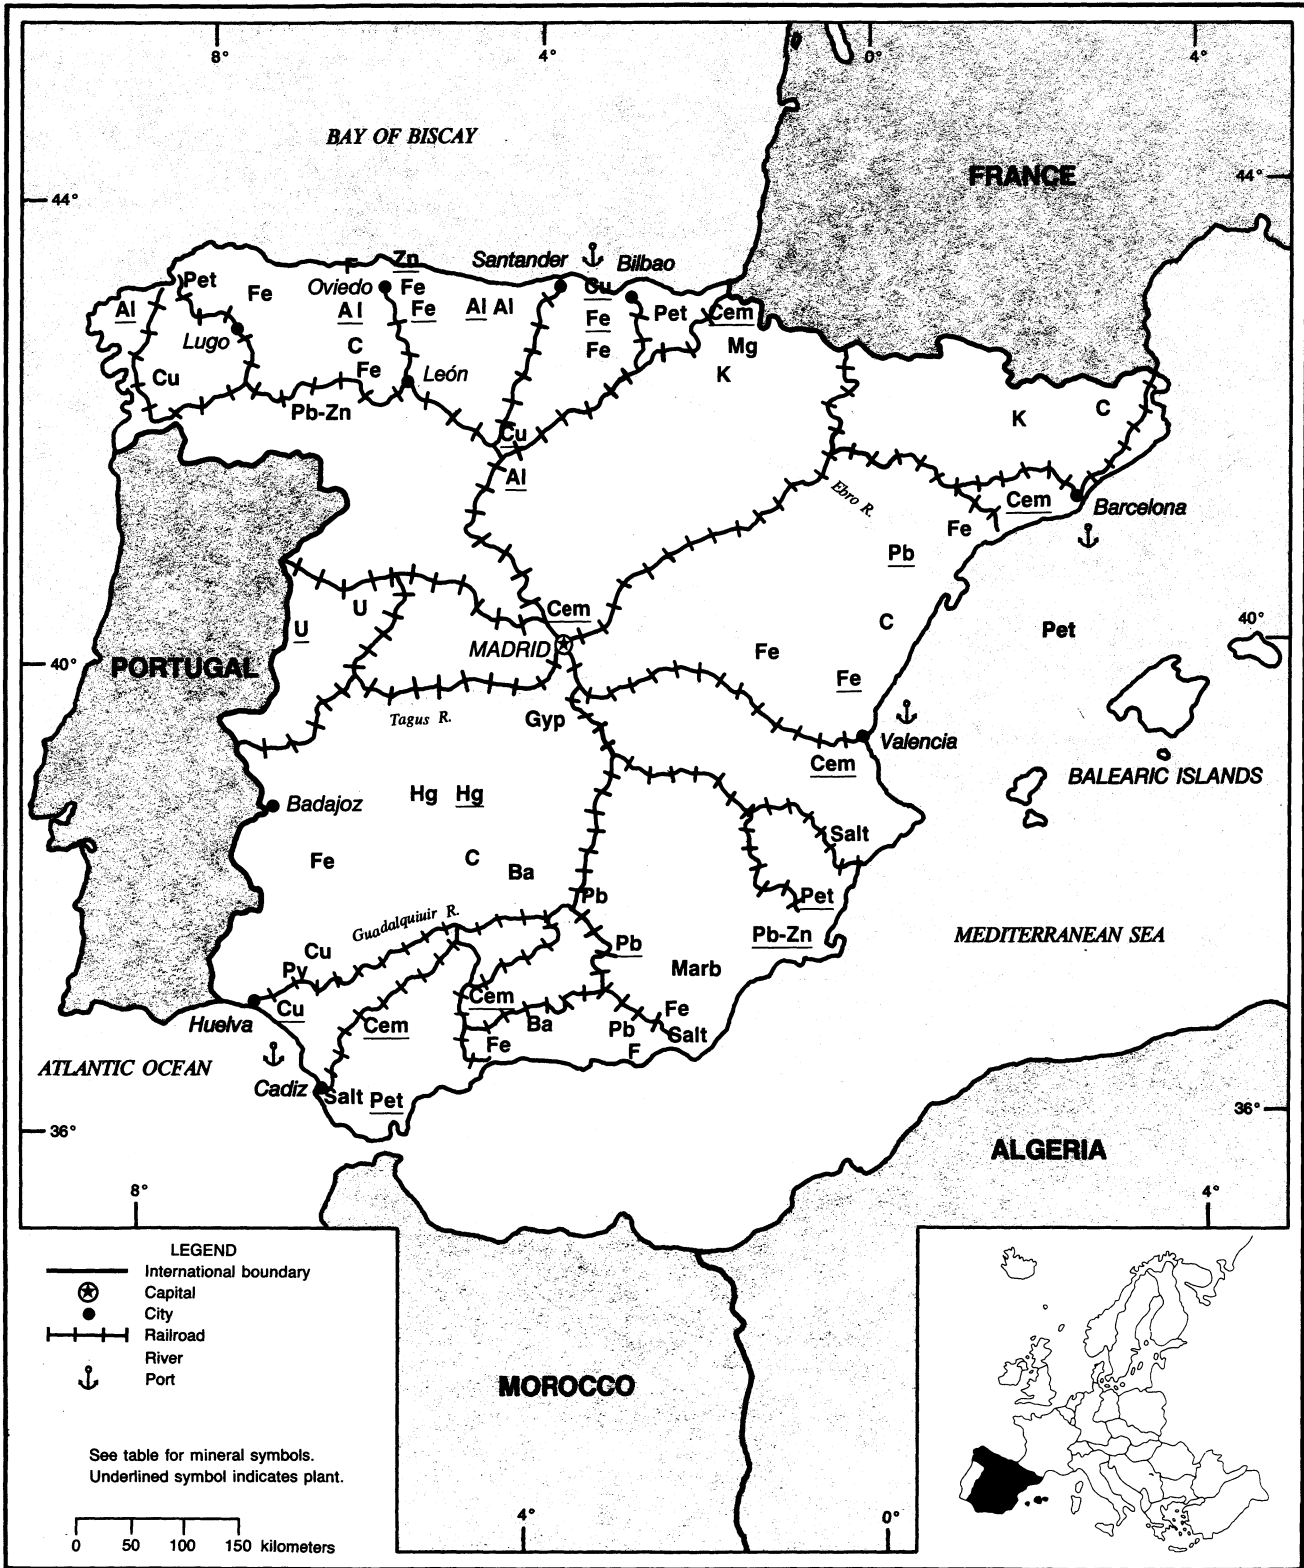 8°
4°
0°
4°
BAY OF BISCAY
FRANCE
44°
44°
Santander
Bilbao
Zn
F
Pet
Fe
Oviedo
Fe
Cu
Al
Al
Fe
Al Al
Fe
Pet
Cem
Lugo
C
Fe
Mg
Cu
Fe
León
K
Pb-Zn
K
C
Cu
Al
Ebro R.
Cem
Barcelona
Fe
Pb
U
Cem
U
C
Pet
40°
MADRID
Fe
40°
PORTUGAL
Fe
Tagus R.
Gyp
Valencia
Cem
BALEARIC ISLANDS
Hg
Hg
Badajoz
Salt
Fe
C
Ba
Pb
Pet
Guadalquiuir R.
Pb-Zn
MEDITERRANEAN SEA
Cu
Pb
Py
Marb
Cem
Cu
Fe
Huelva
Cem
Ba
Pb
Salt
Fe
F
ATLANTIC OCEAN
Cadiz
Salt
Pet
36°
36°
ALGERIA
8°
4°
LEGEND
International boundary
Capital
City
Railroad
River
Port
MOROCCO
See table for mineral symbols.
Underlined symbol indicates plant.
4°
0°
0 50 100 150 kilometers